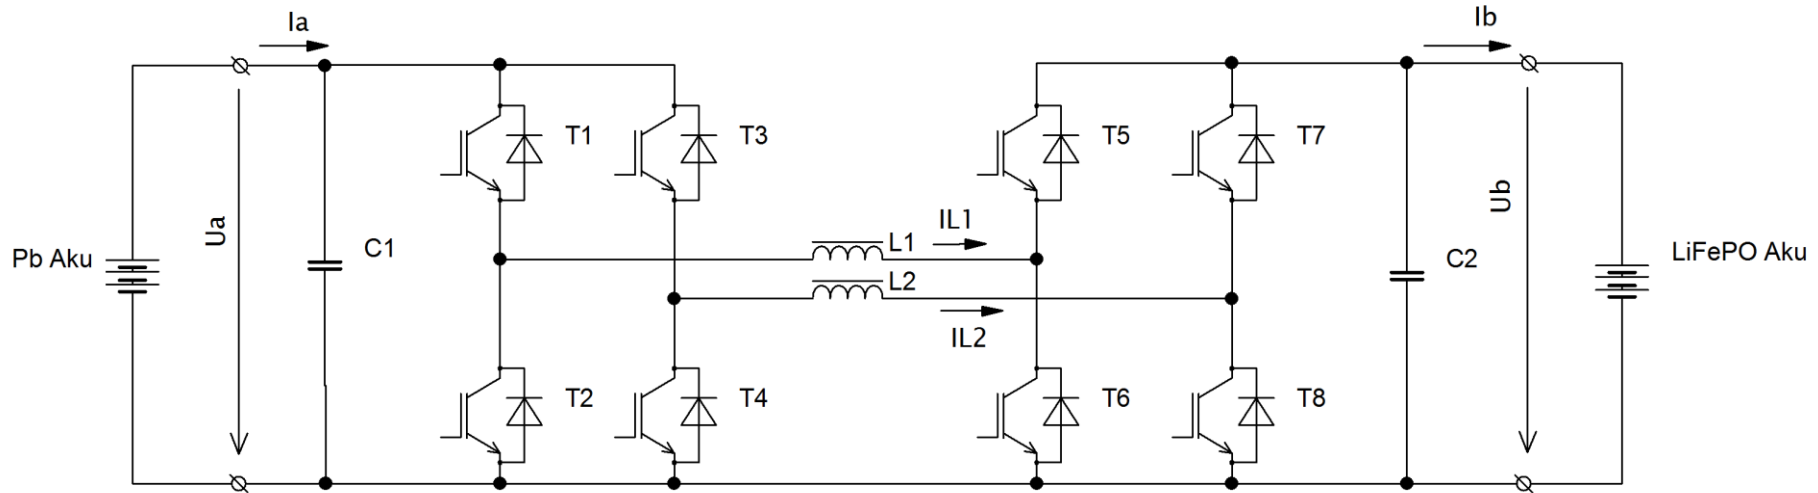 Ia
Ib
T1
T3
T5
T7
Ua
Ub
IL1
Pb Aku
C1
L1
C2
LiFePO Aku
L2
IL2
T2
T4
T6
T8